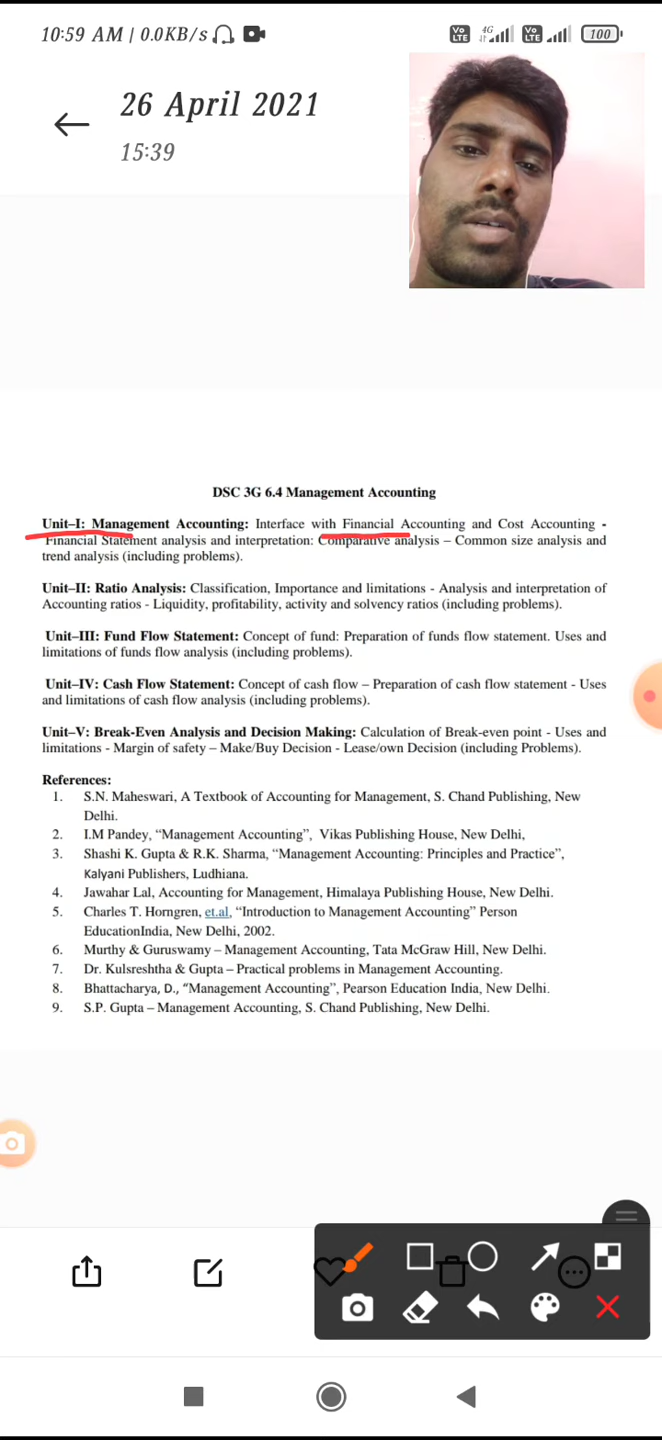 10:59 AM | 0.0KB/s
Vo LTE 4G Vo LTE 100
26 April 2021
15:39
DSC 3G 6.4 Management Accounting
Unit–I: Management Accounting: Interface with Financial Accounting and Cost Accounting -
Financial Statement analysis and interpretation: Comparative analysis – Common size analysis and
trend analysis (including problems).
Unit–II: Ratio Analysis: Classification, Importance and limitations - Analysis and interpretation of
Accounting ratios - Liquidity, profitability, activity and solvency ratios (including problems).
Unit–III: Fund Flow Statement: Concept of fund: Preparation of funds flow statement. Uses and
limitations of funds flow analysis (including problems).
Unit–IV: Cash Flow Statement: Concept of cash flow – Preparation of cash flow statement - Uses
and limitations of cash flow analysis (including problems).
Unit–V: Break-Even Analysis and Decision Making: Calculation of Break-even point - Uses and
limitations - Margin of safety – Make/Buy Decision - Lease/own Decision (including Problems).
References:
1. S.N. Maheswari, A Textbook of Accounting for Management, S. Chand Publishing, New
Delhi.
2. I.M Pandey, “Management Accounting”, Vikas Publishing House, New Delhi,
3. Shashi K. Gupta & R.K. Sharma, “Management Accounting: Principles and Practice”,
Kalyani Publishers, Ludhiana.
4. Jawahar Lal, Accounting for Management, Himalaya Publishing House, New Delhi.
5. Charles T. Horngren, et.al, “Introduction to Management Accounting” Person
EducationIndia, New Delhi, 2002.
6. Murthy & Guruswamy – Management Accounting, Tata McGraw Hill, New Delhi.
7. Dr. Kulsreshtha & Gupta – Practical problems in Management Accounting.
8. Bhattacharya, D., “Management Accounting”, Pearson Education India, New Delhi.
9. S.P. Gupta – Management Accounting, S. Chand Publishing, New Delhi.